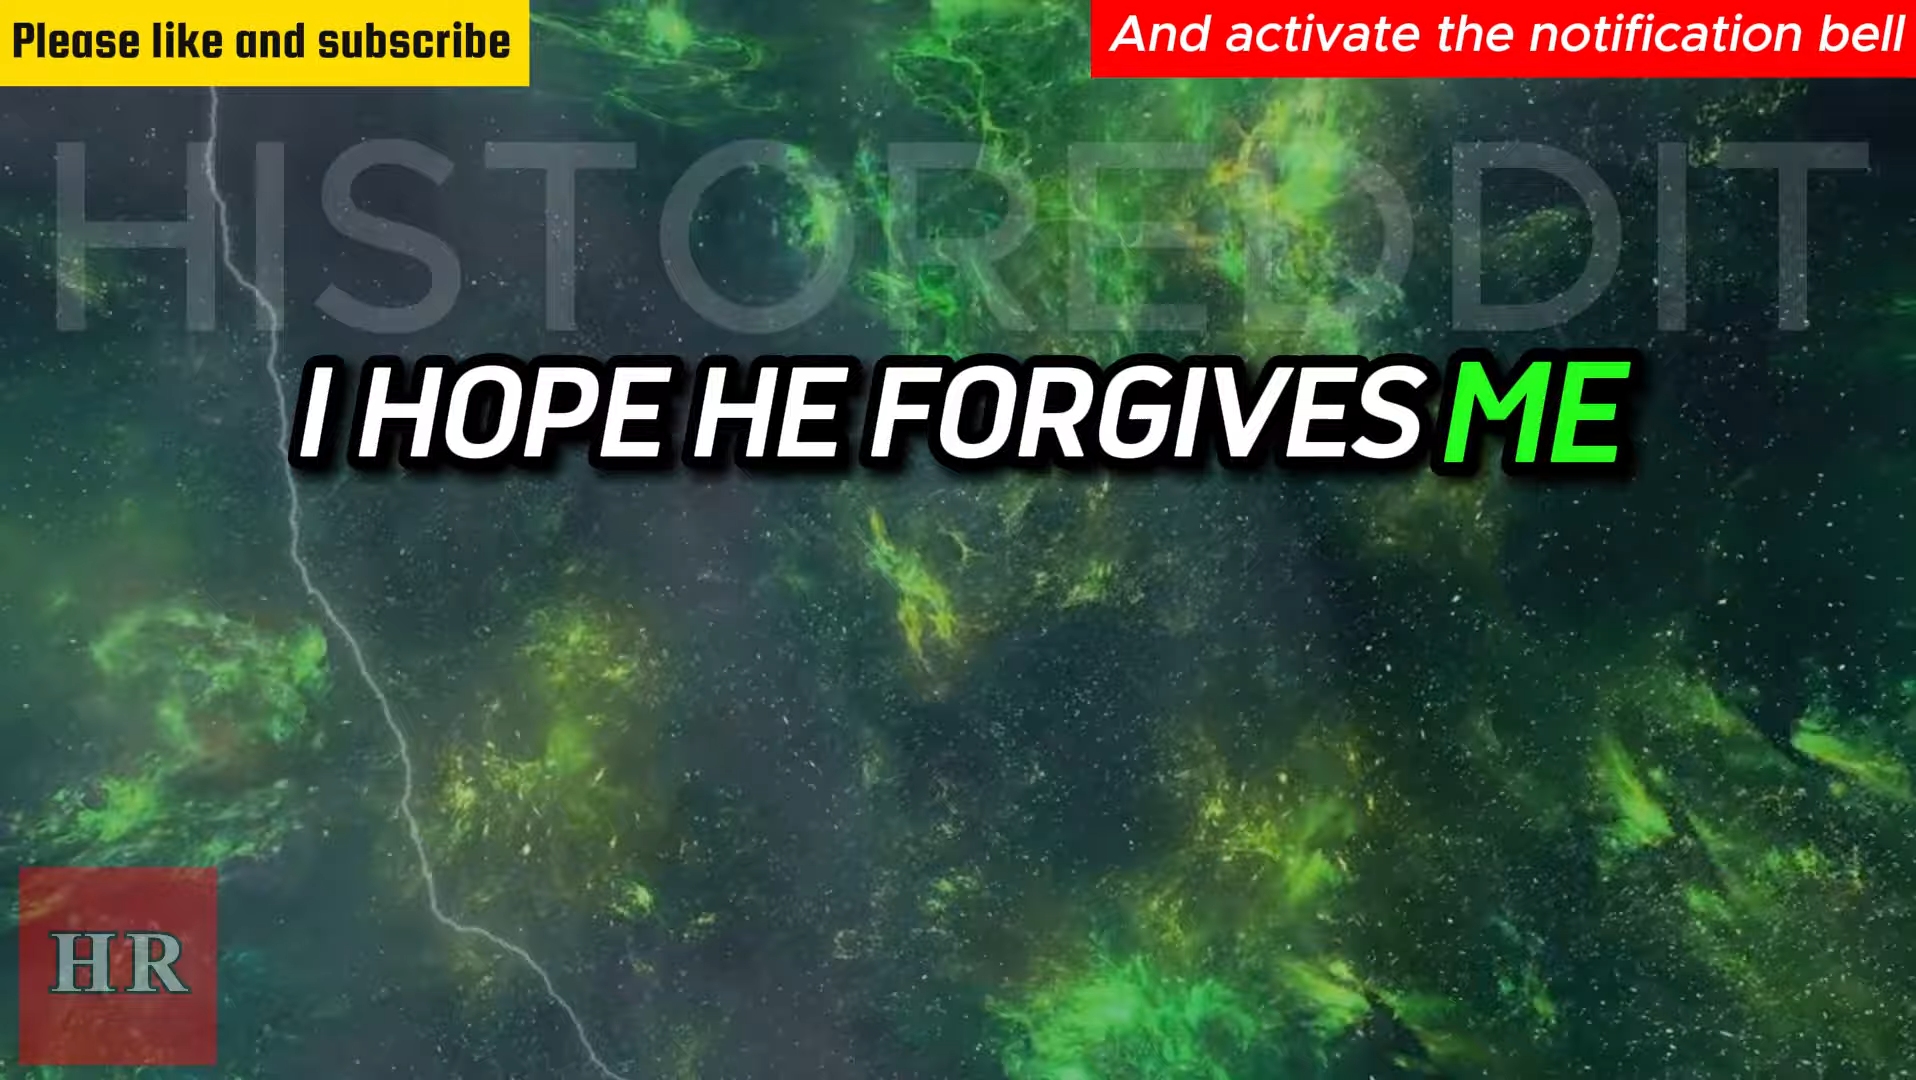 Please like and subscribe
And activate the notification bell
HISTOREDDIT
I HOPE HE FORGIVES ME
HR